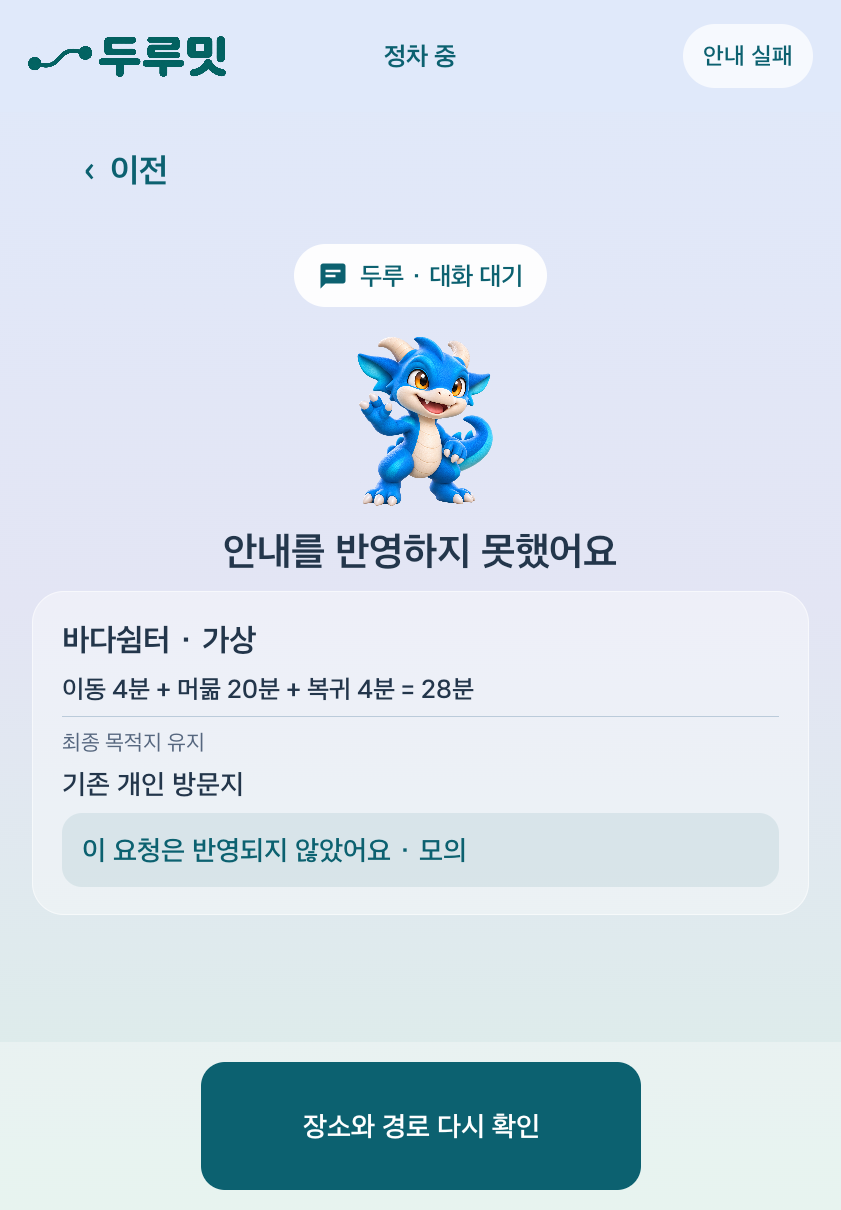 두루밋
정차 중
안내 실패
‹ 이전
두루 · 대화 대기
안내를 반영하지 못했어요
바다쉼터 · 가상
이동 4분 + 머묾 20분 + 복귀 4분 = 28분
최종 목적지 유지
기존 개인 방문지
이 요청은 반영되지 않았어요 · 모의
장소와 경로 다시 확인